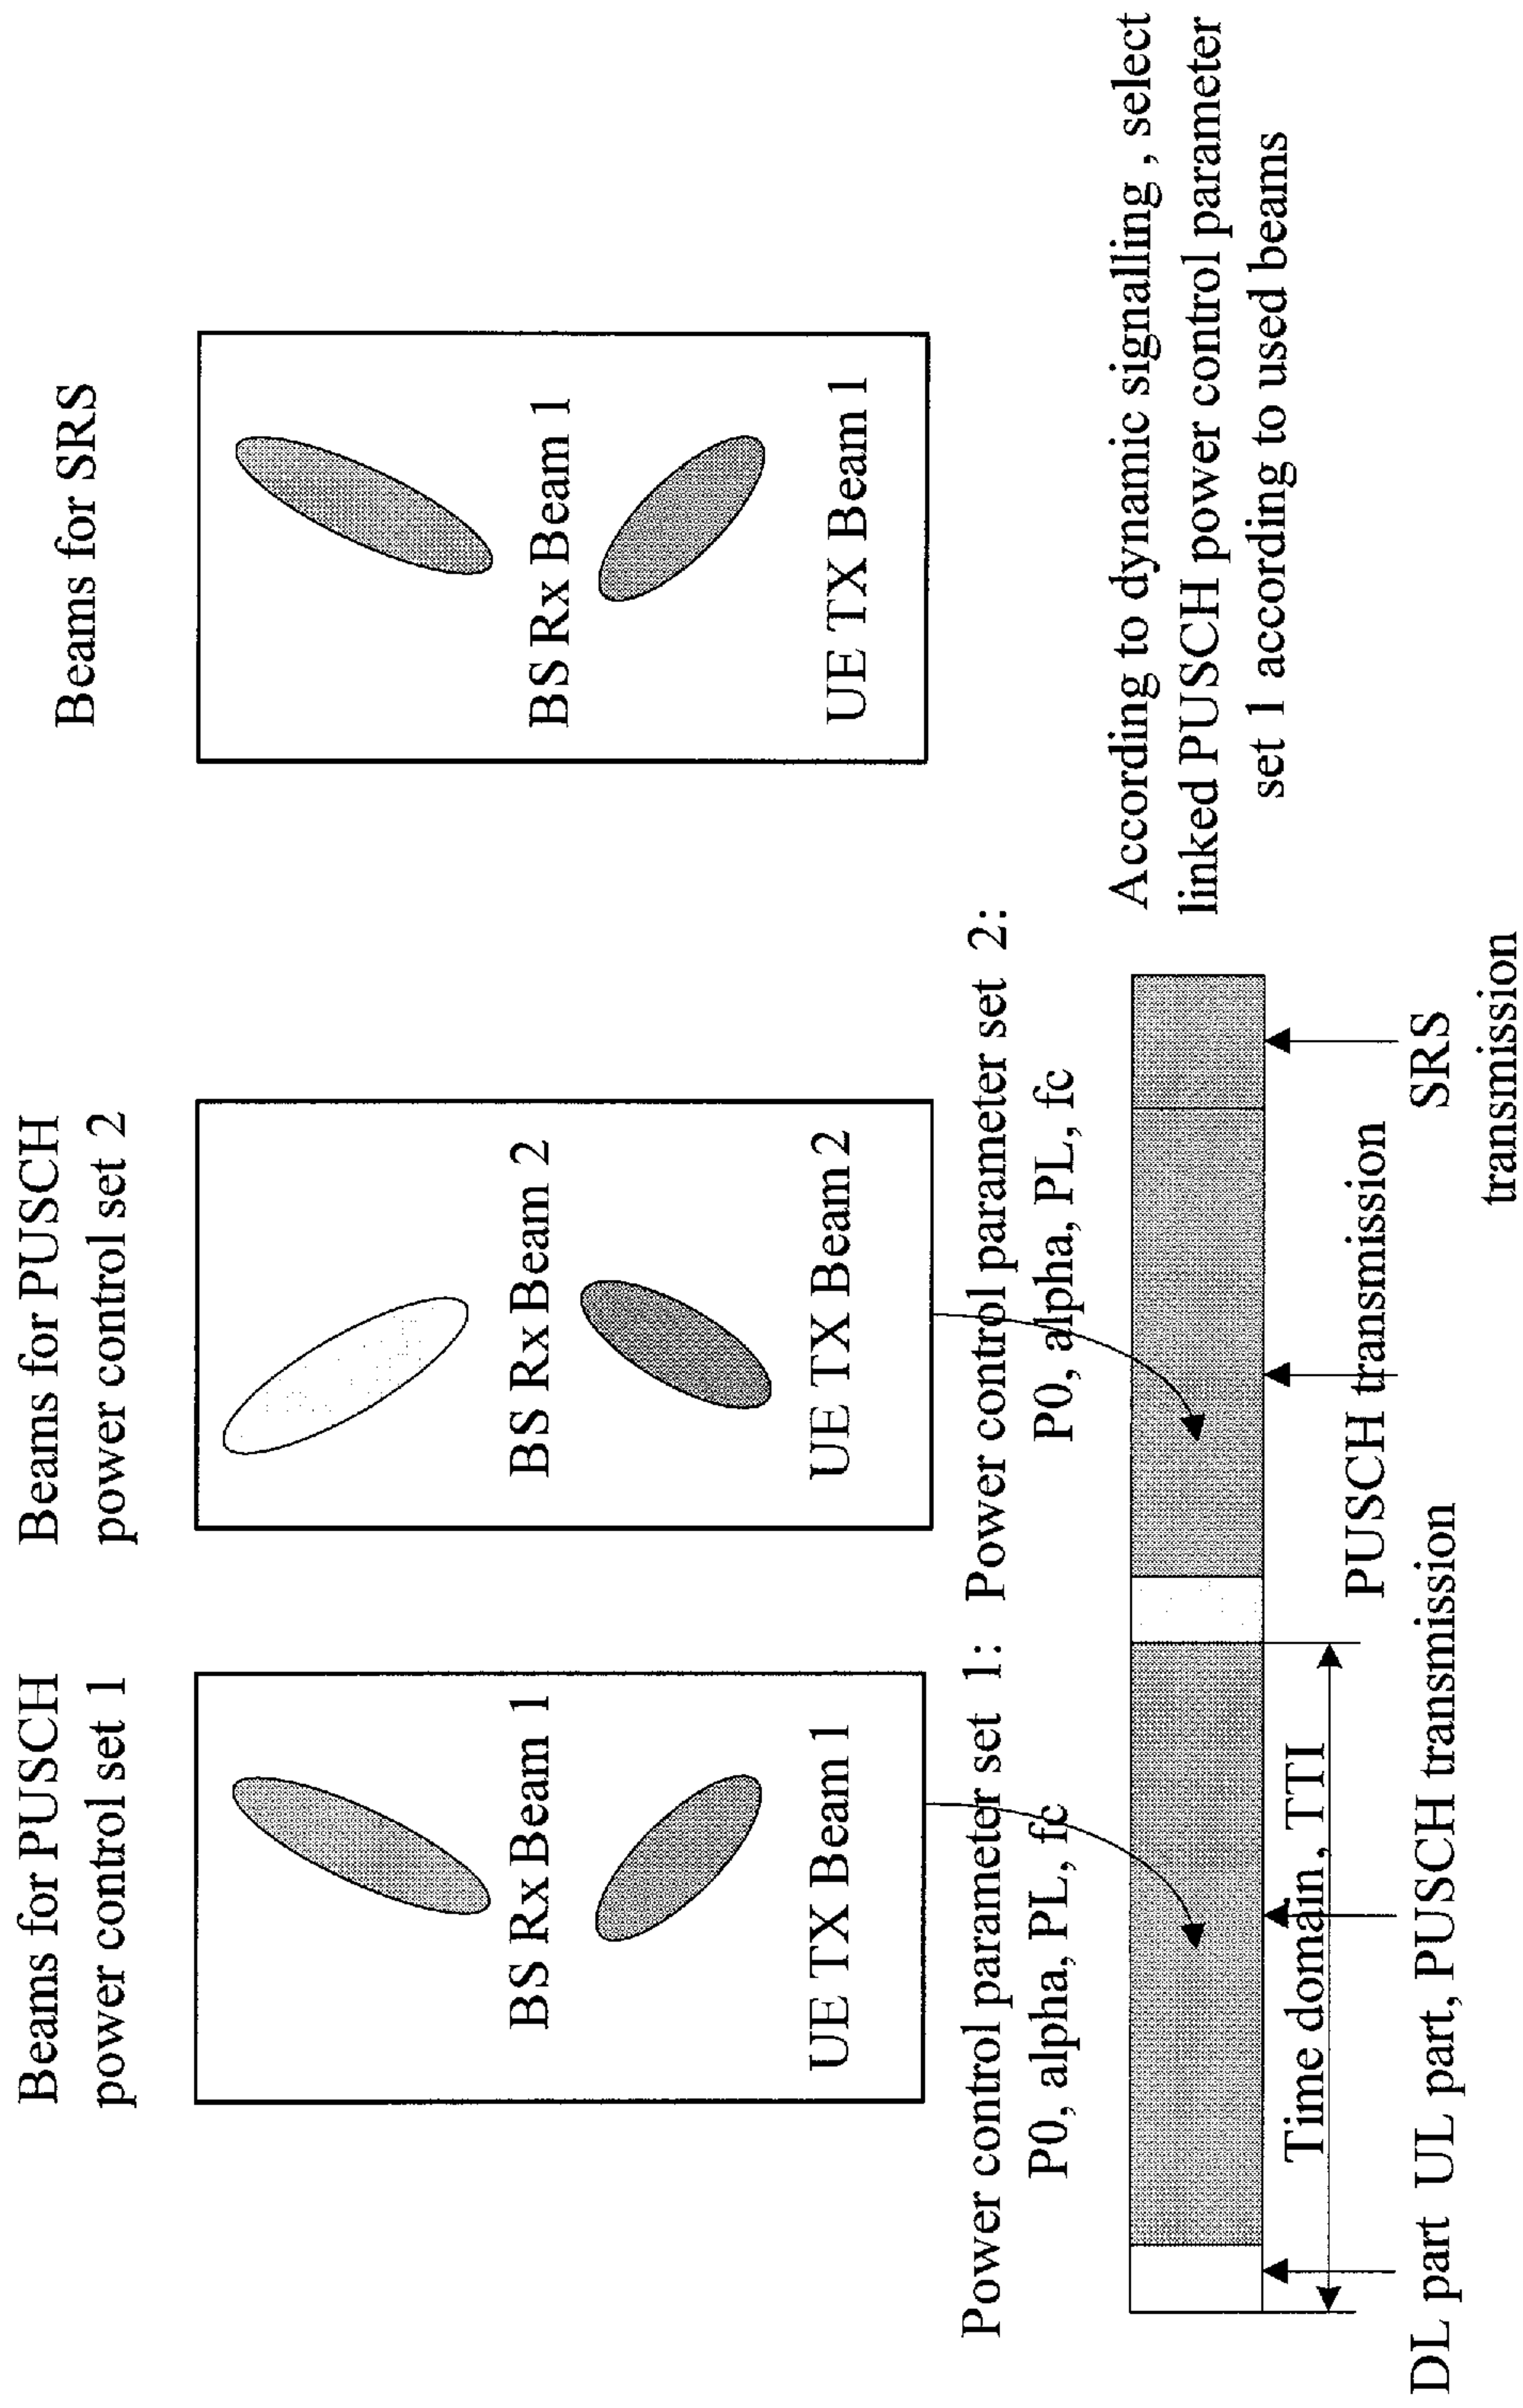 Beams for PUSCH
power control set 1
Beams for PUSCH
power control set 2
Beams for SRS
BS Rx Beam 1
UE TX Beam 1
BS Rx Beam 2
UE TX Beam 2
BS Rx Beam 1
UE TX Beam 1
Power control parameter set 1:
P0, alpha, PL, fc
Power control parameter set 2:
P0, alpha, PL, fc
According to dynamic signalling , select
linked PUSCH power control parameter
set 1 according to used beams
Time domain, TTI
DL part
UL part, PUSCH transmission
PUSCH transmission
SRS
transmission